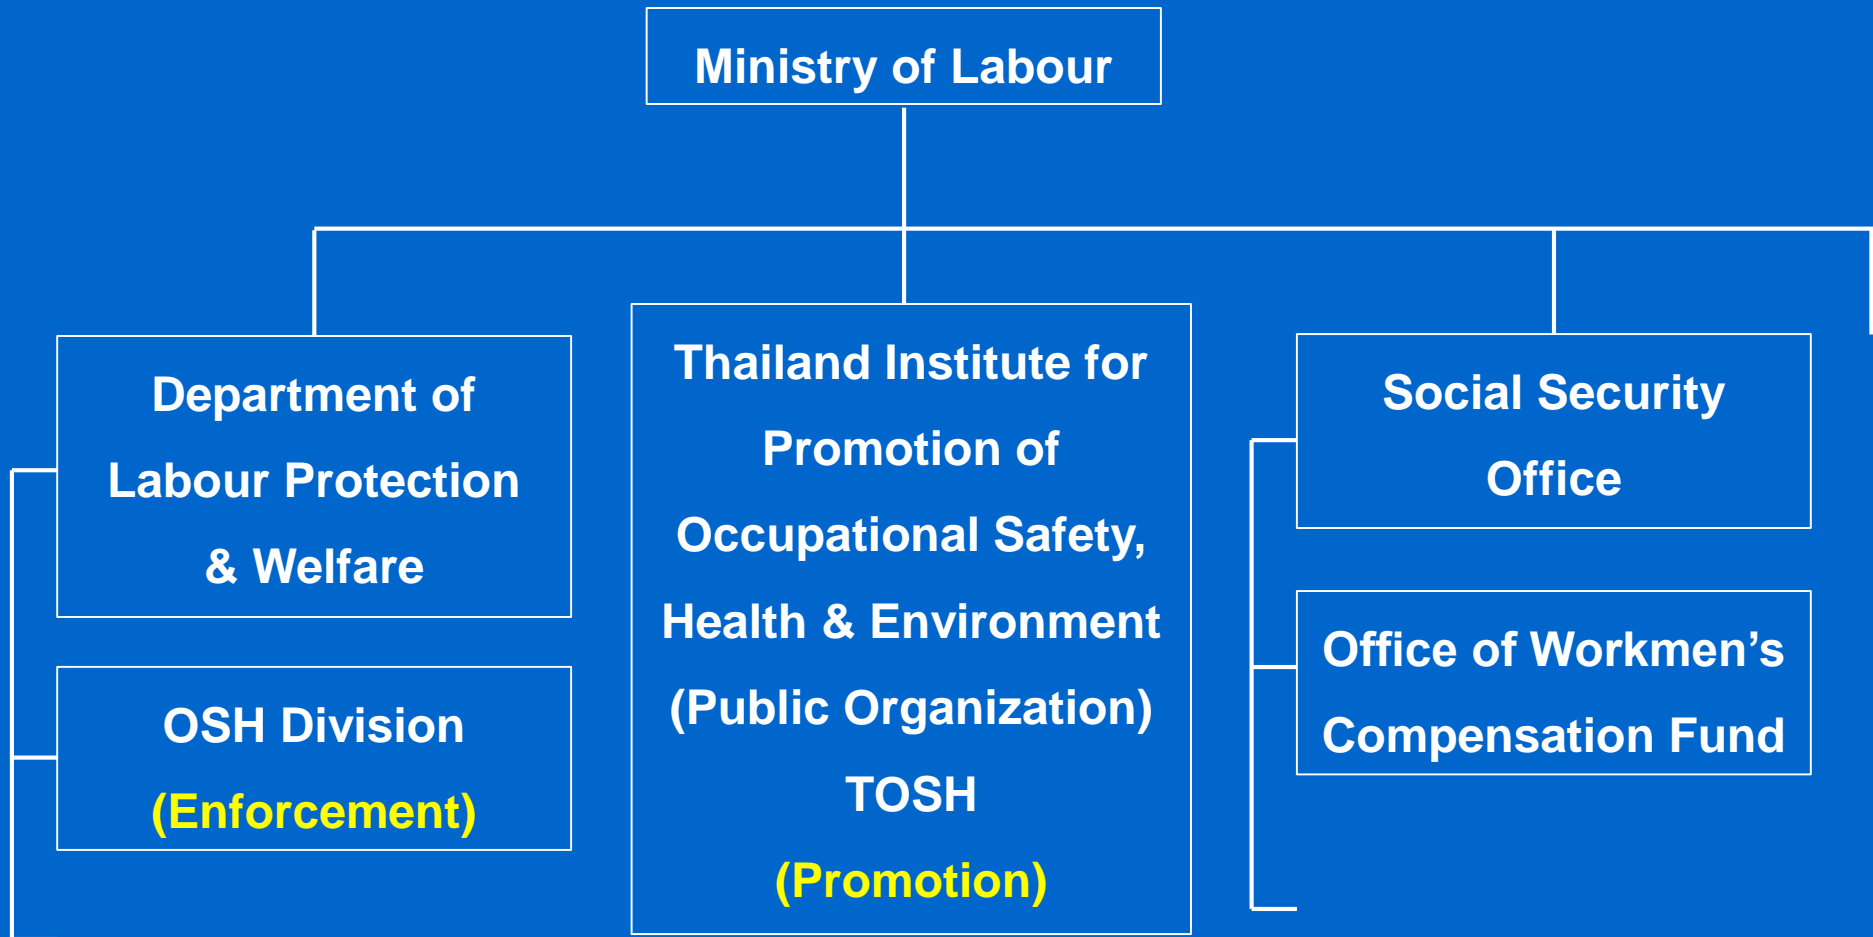 Ministry of Labour
Department of
Labour Protection
& Welfare
OSH Division
(Enforcement)
Thailand Institute for
Promotion of
Occupational Safety,
Health & Environment
(Public Organization)
TOSH
(Promotion)
Social Security
Office
Office of Workmen’s
Compensation Fund